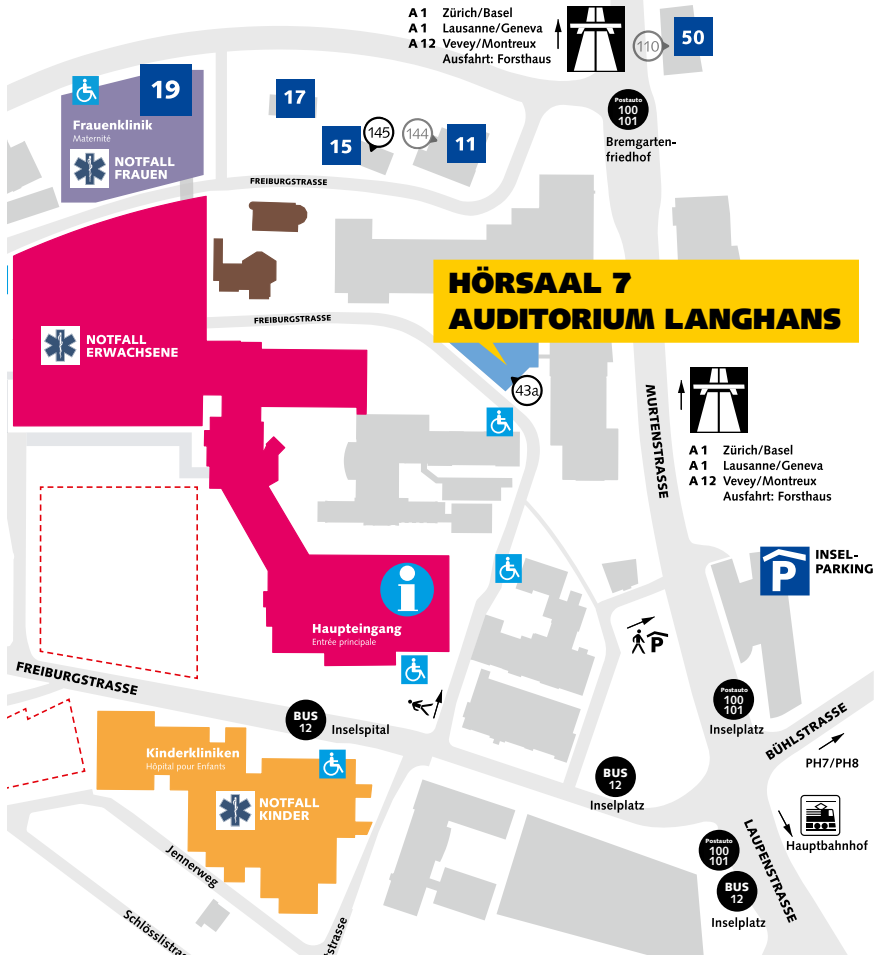 A 1 Zürich/Basel
A 1 Lausanne/Geneva
A 12 Vevey/Montreux
Ausfahrt: Forsthaus
110
50
19
Frauenklinik
Maternité
NOTFALL
FRAUEN
17
15
145
144
11
Postauto
100
101
Bremgarten-
friedhof
FREIBURGSTRASSE
HÖRSAAL 7
AUDITORIUM LANGHANS
FREIBURGSTRASSE
NOTFALL
ERWACHSENE
43a
MURTENSTRASSE
A 1 Zürich/Basel
A 1 Lausanne/Geneva
A 12 Vevey/Montreux
Ausfahrt: Forsthaus
P
INSEL-
PARKING
i
Haupteingang
Entrée principale
P
FREIBURGSTRASSE
BUS
12
Inselspital
Postauto
100
101
Inselplatz
BÜHLSTRASSE
PH7/PH8
Kinderkliniken
Hôpital pour Enfants
NOTFALL
KINDER
BUS
12
Inselplatz
Hauptbahnhof
LAUPENSTRASSE
Postauto
100
101
BUS
12
Inselplatz
Jennerweg
Schlösslistra
strasse